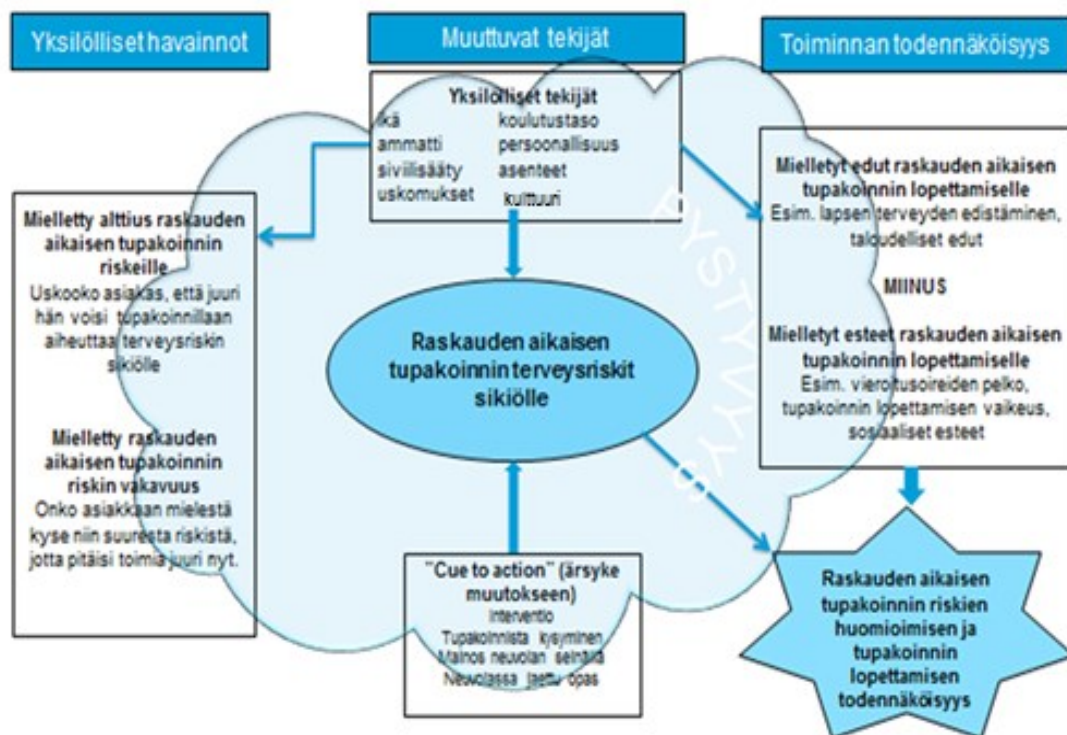 Yksilölliset havainnot
Muuttuvat tekijät
Toiminnan todennäköisyys
Yksilölliset tekijät
ikä koulutustaso
ammatti persoonallisuus
siviilisääty asenteet
uskomukset kulttuuri
Mielletty alttius raskauden
aikaisen tupakoinnin
riskeille
Uskooko asiakas, että juuri
hän voisi tupakoinnillaan
aiheuttaa terveysriskin
sikiölle
Mielletty raskauden
aikaisen tupakoinnin
riskin vakavuus
Onko asiakkaan mielestä
kyse niin suuresta riskistä,
jotta pitäisi toimia juuri nyt.
Raskauden aikaisen
tupakoinnin terveysriskit
sikiölle
PYSTYVYYS
"Cue to action" (ärsyke
muutokseen)
Interventio
Tupakoinnista kysyminen
Mainos neuvolan seinällä
Neuvolassa jaettu opas
Mielletyt edut raskauden aikaisen
tupakoinnin lopettamiselle
Esim. lapsen terveyden edistäminen,
taloudelliset edut
MIINUS
Mielletyt esteet raskauden aikaisen
tupakoinnin lopettamiselle
Esim. vieroitusoireiden pelko,
tupakoinnin lopettamisen vaikeus,
sosiaaliset esteet
Raskauden aikaisen
tupakoinnin riskien
huomioimisen ja
tupakoinnin
lopettamisen
todennäköisyys